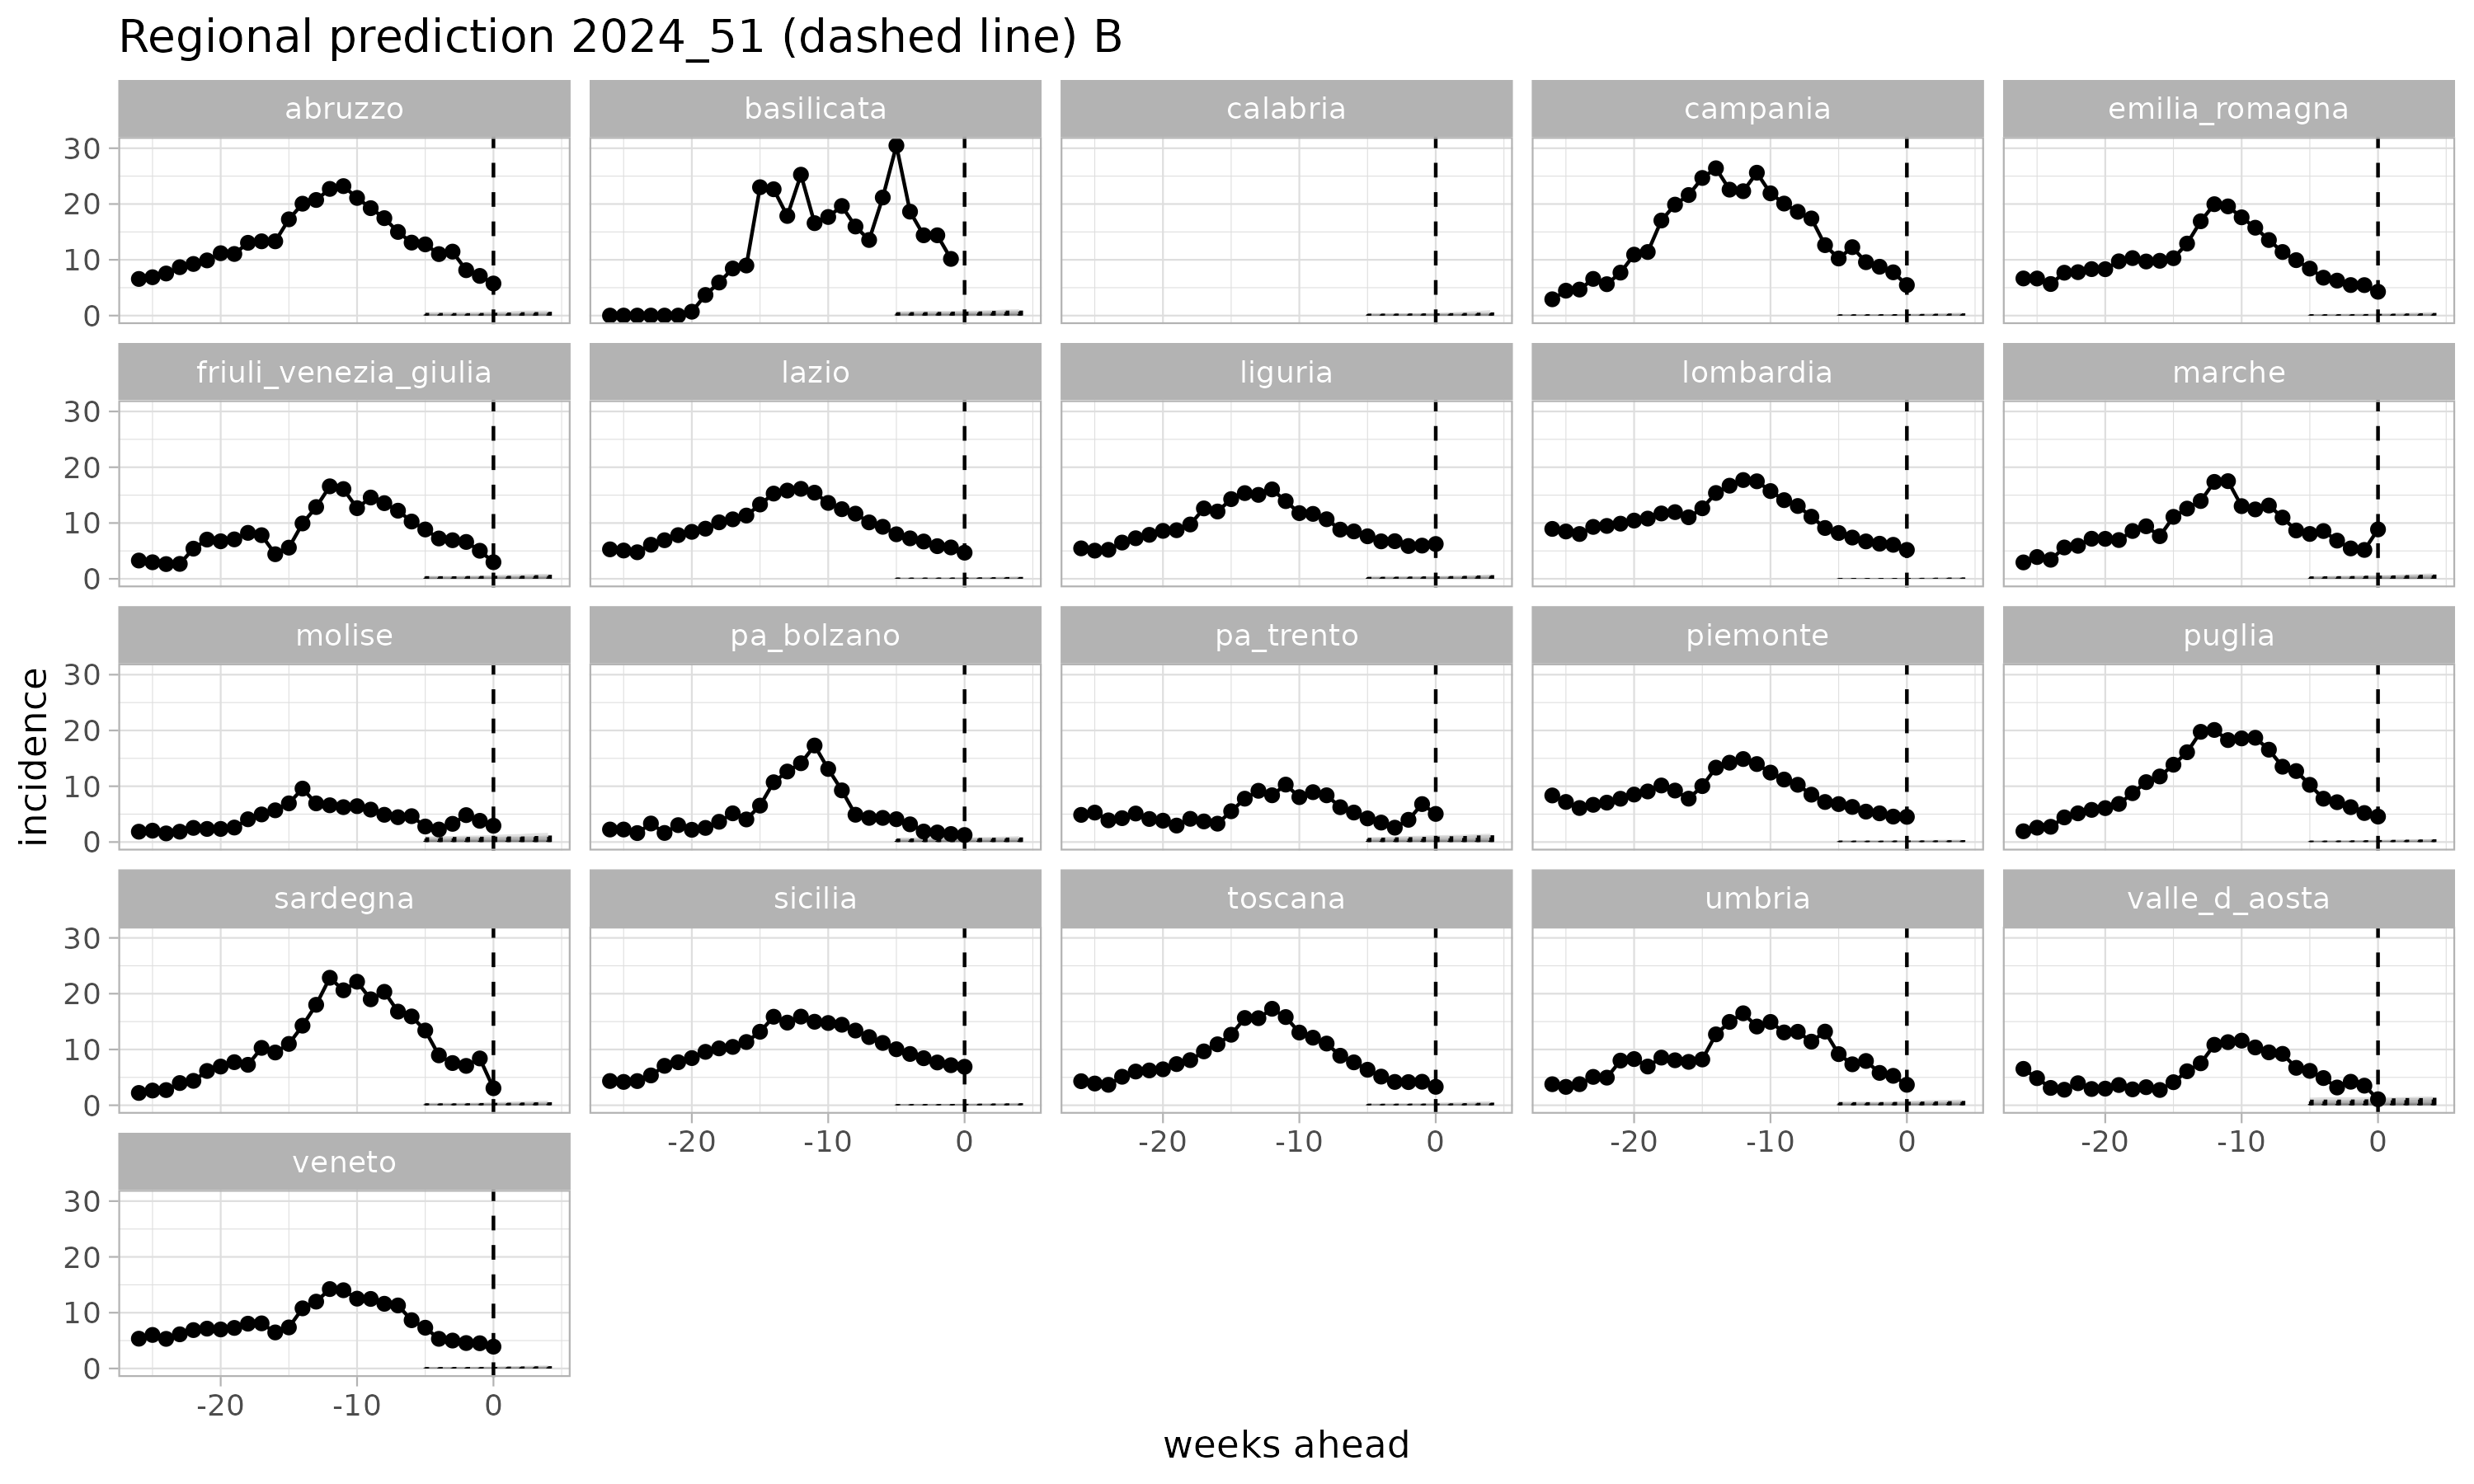 Regional prediction 2024_51 (dashed line) B
abruzzo
basilicata
calabria
campania
emilia_romagna
30
20
10
0
friuli_venezia_giulia
lazio
liguria
lombardia
marche
30
20
10
0
molise
pa_bolzano
pa_trento
piemonte
puglia
30
20
10
0
incidence
sardegna
sicilia
toscana
umbria
valle_d_aosta
30
20
10
0
-20 -10 0
-20 -10 0
-20 -10 0
-20 -10 0
veneto
30
20
10
0
-20 -10 0
weeks ahead